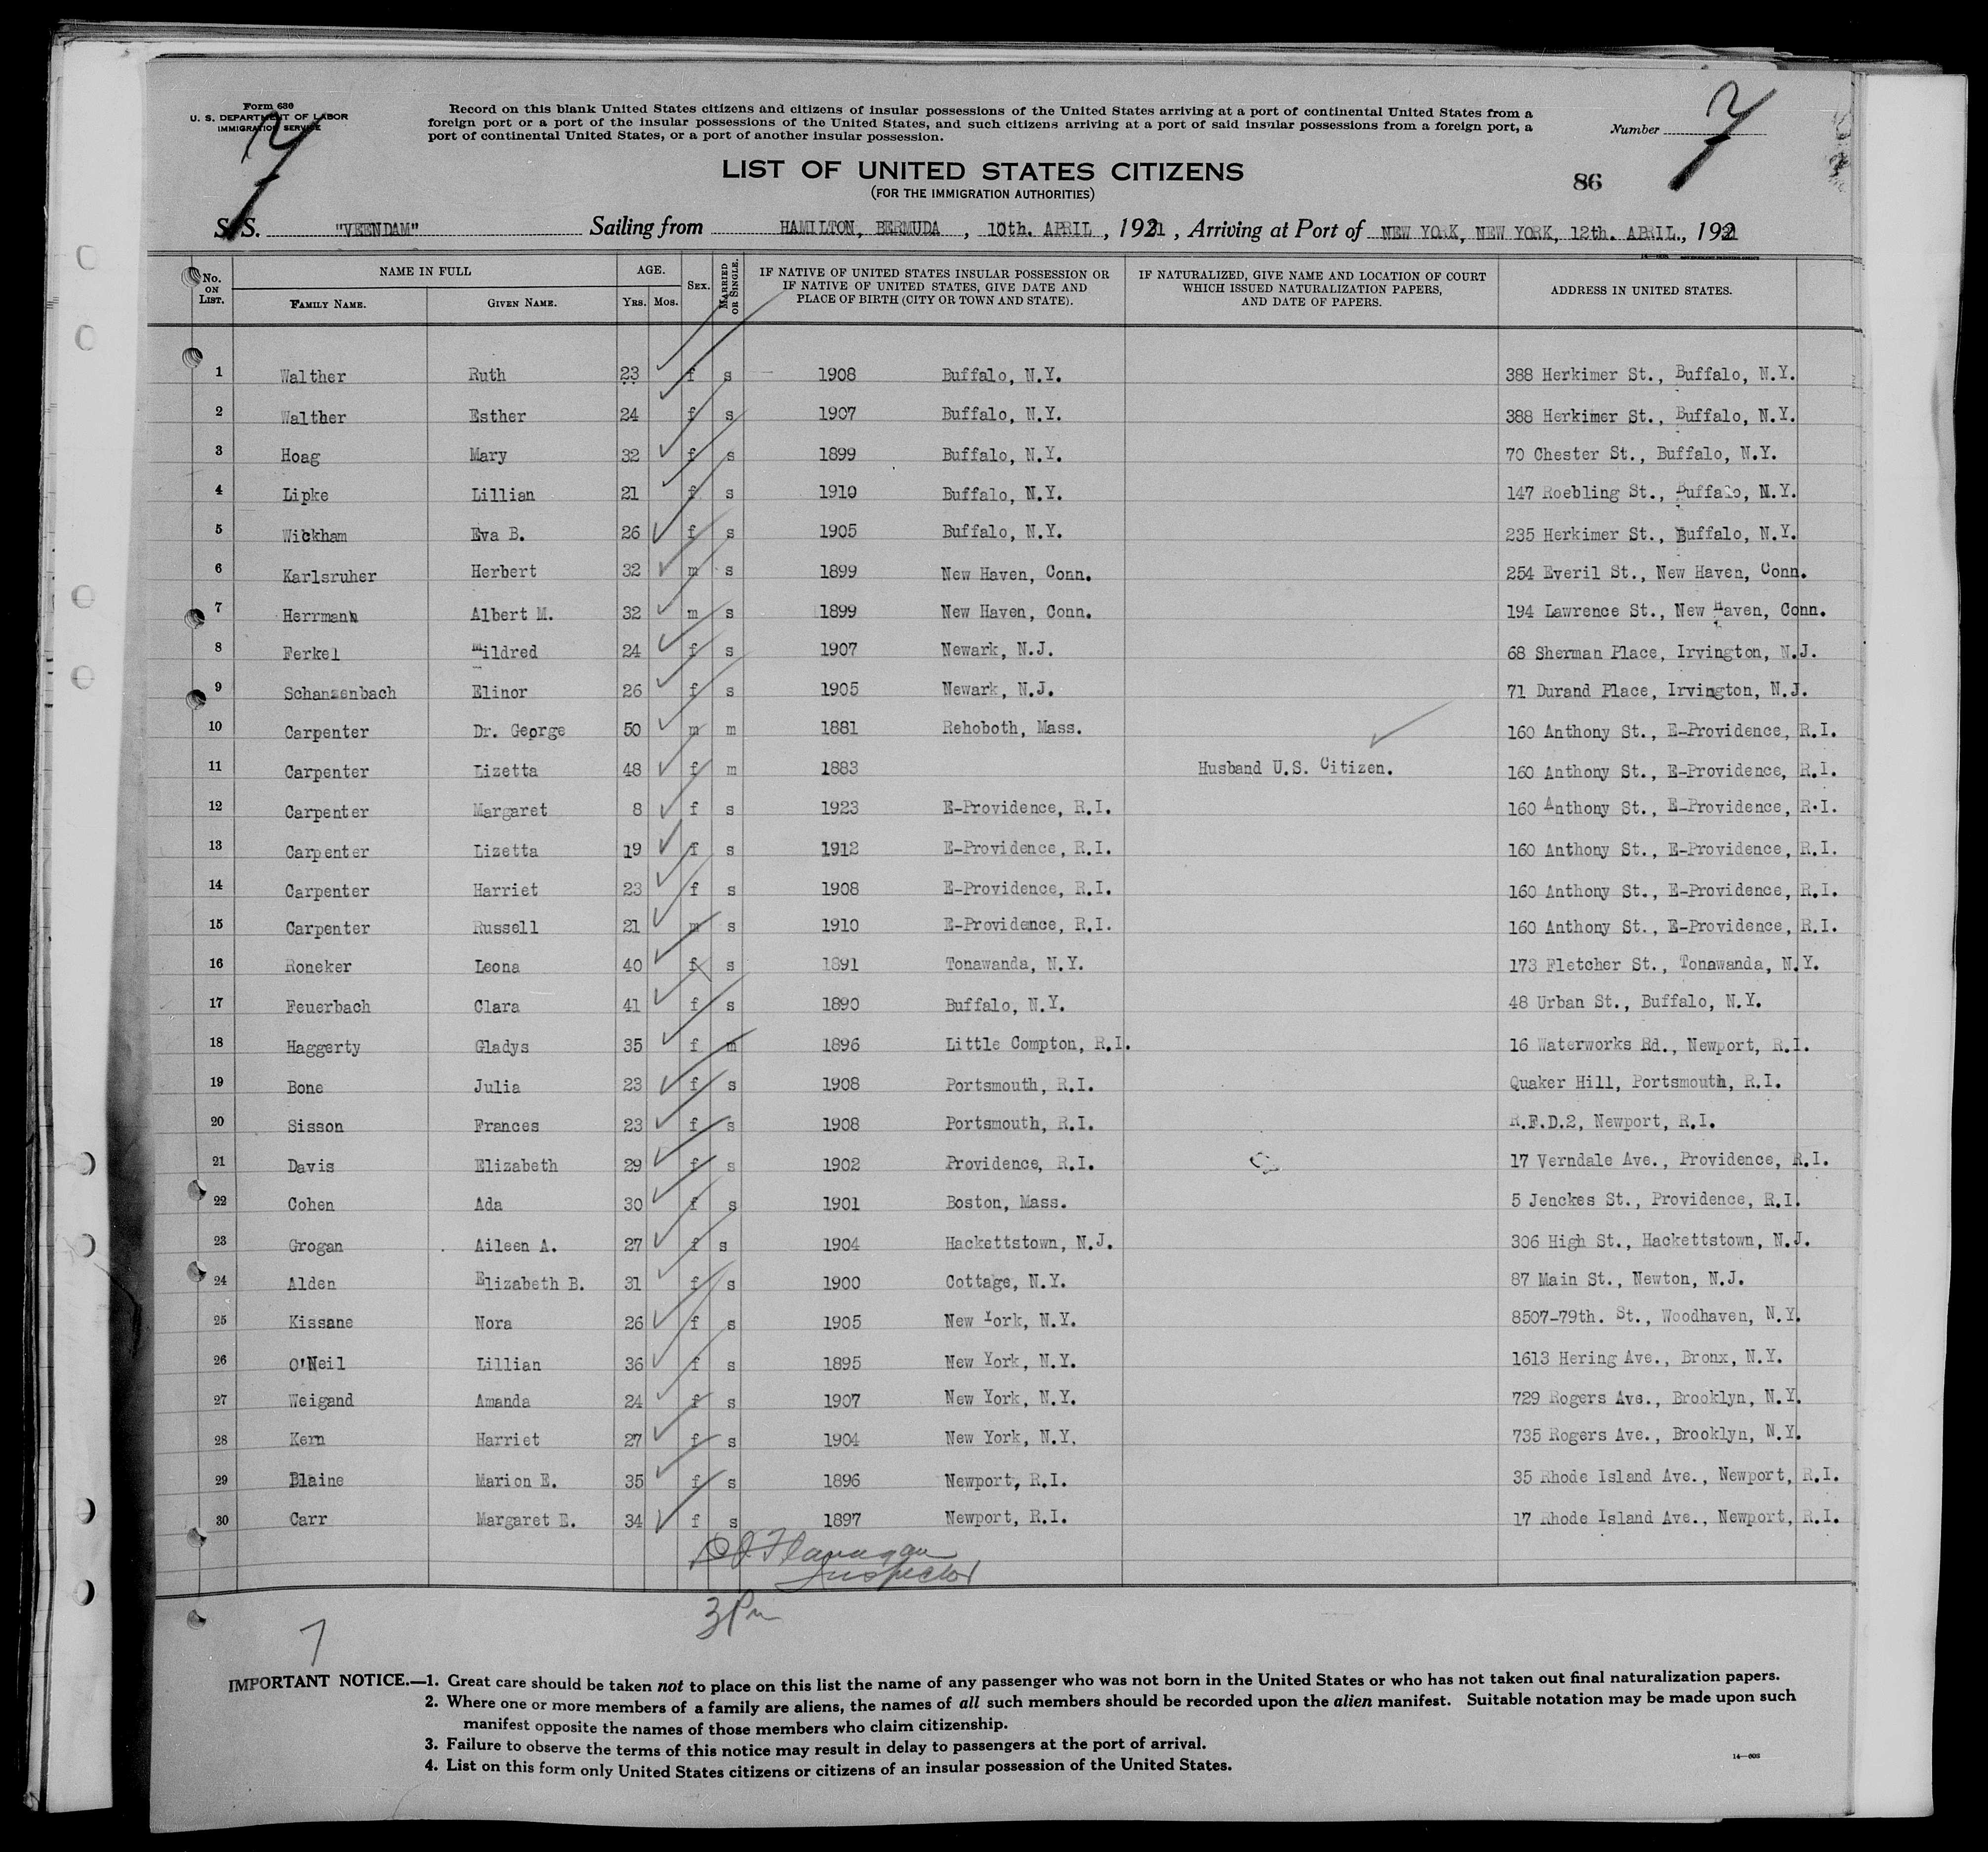 Form 630
U. S. DEPARTMENT OF LABOR
IMMIGRATION SERVICE
Record on this blank United States citizens and citizens of insular possessions of the United States arriving at a port of continental United States from a
foreign port or a port of the insular possessions of the United States, and such citizens arriving at a port of said insular possessions from a foreign port, a
port of continental United States, or a port of another insular possession.
Number
LIST OF UNITED STATES CITIZENS
(FOR THE IMMIGRATION AUTHORITIES)
86
S. S. "VEENDAM" Sailing from HAMILTON, BERMUDA, 10th. APRIL, 1931, Arriving at Port of NEW YORK, NEW YORK, 12th. APRIL., 1931
No. ON LIST. NAME IN FULL FAMILY NAME. GIVEN NAME. AGE. Yrs. Mos. SEX. MARRIED OR SINGLE. IF NATIVE OF UNITED STATES INSULAR POSSESSION OR IF NATIVE OF UNITED STATES, GIVE DATE AND PLACE OF BIRTH (CITY OR TOWN AND STATE). IF NATURALIZED, GIVE NAME AND LOCATION OF COURT WHICH ISSUED NATURALIZATION PAPERS, AND DATE OF PAPERS. ADDRESS IN UNITED STATES.
1 Walther Ruth 23 f s 1908 Buffalo, N.Y. 388 Herkimer St., Buffalo, N.Y.
2 Walther Esther 24 f s 1907 Buffalo, N.Y. 388 Herkimer St., Buffalo, N.Y.
3 Hoag Mary 32 f s 1899 Buffalo, N.Y. 70 Chester St., Buffalo, N.Y.
4 Lipke Lillian 21 f s 1910 Buffalo, N.Y. 147 Roebling St., Buffalo, N.Y.
5 Wickham Eva B. 26 f s 1905 Buffalo, N.Y. 235 Herkimer St., Buffalo, N.Y.
6 Karlsruher Herbert 32 m s 1899 New Haven, Conn. 254 Everil St., New Haven, Conn.
7 Herrmann Albert M. 32 m s 1899 New Haven, Conn. 194 Lawrence St., New Haven, Conn.
8 Ferkel Mildred 24 f s 1907 Newark, N.J. 68 Sherman Place, Irvington, N.J.
9 Schanzenbach Elinor 26 f s 1905 Newark, N.J. 71 Durand Place, Irvington, N.J.
10 Carpenter Dr. George 50 m m 1881 Rehoboth, Mass. 160 Anthony St., E-Providence, R.I.
11 Carpenter Lizetta 48 f m 1883 Husband U.S. Citizen. 160 Anthony St., E-Providence, R.I.
12 Carpenter Margaret 8 f s 1923 E-Providence, R.I. 160 Anthony St., E-Providence, R.I.
13 Carpenter Lizetta 19 f s 1912 E-Providence, R.I. 160 Anthony St., E-Providence, R.I.
14 Carpenter Harriet 23 f s 1908 E-Providence, R.I. 160 Anthony St., E-Providence, R.I.
15 Carpenter Russell 21 m s 1910 E-Providence, R.I. 160 Anthony St., E-Providence, R.I.
16 Roneker Leona 40 f s 1891 Tonawanda, N.Y. 173 Fletcher St., Tonawanda, N.Y.
17 Feuerbach Clara 41 f s 1890 Buffalo, N.Y. 48 Urban St., Buffalo, N.Y.
18 Haggerty Gladys 35 f m 1896 Little Compton, R.I. 16 Waterworks Rd., Newport, R.I.
19 Bone Julia 23 f s 1908 Portsmouth, R.I. Quaker Hill, Portsmouth, R.I.
20 Sisson Frances 23 f s 1908 Portsmouth, R.I. R.F.D.2, Newport, R.I.
21 Davis Elizabeth 29 f s 1902 Providence, R.I. 17 Verndale Ave., Providence, R.I.
22 Cohen Ada 30 f s 1901 Boston, Mass. 5 Jenckes St., Providence, R.I.
23 Grogan Aileen A. 27 f s 1904 Hackettstown, N.J. 306 High St., Hackettstown, N.J.
24 Alden Elizabeth B. 31 f s 1900 Cottage, N.Y. 87 Main St., Newton, N.J.
25 Kissane Nora 26 f s 1905 New York, N.Y. 8507-79th. St., Woodhaven, N.Y.
26 O'Neil Lillian 36 f s 1895 New York, N.Y. 1613 Hering Ave., Bronx, N.Y.
27 Weigand Amanda 24 f s 1907 New York, N.Y. 729 Rogers Ave., Brooklyn, N.Y.
28 Kern Harriet 27 f s 1904 New York, N.Y. 735 Rogers Ave., Brooklyn, N.Y.
29 Blaine Marion E. 35 f s 1896 Newport, R.I. 35 Rhode Island Ave., Newport, R.I.
30 Carr Margaret E. 34 f s 1897 Newport, R.I. 17 Rhode Island Ave., Newport, R.I.
Flanagan
Inspector
3 Pm
7
IMPORTANT NOTICE.—1. Great care should be taken not to place on this list the name of any passenger who was not born in the United States or who has not taken out final naturalization papers.
2. Where one or more members of a family are aliens, the names of all such members should be recorded upon the alien manifest. Suitable notation may be made upon such
manifest opposite the names of those members who claim citizenship.
3. Failure to observe the terms of this notice may result in delay to passengers at the port of arrival.
4. List on this form only United States citizens or citizens of an insular possession of the United States.